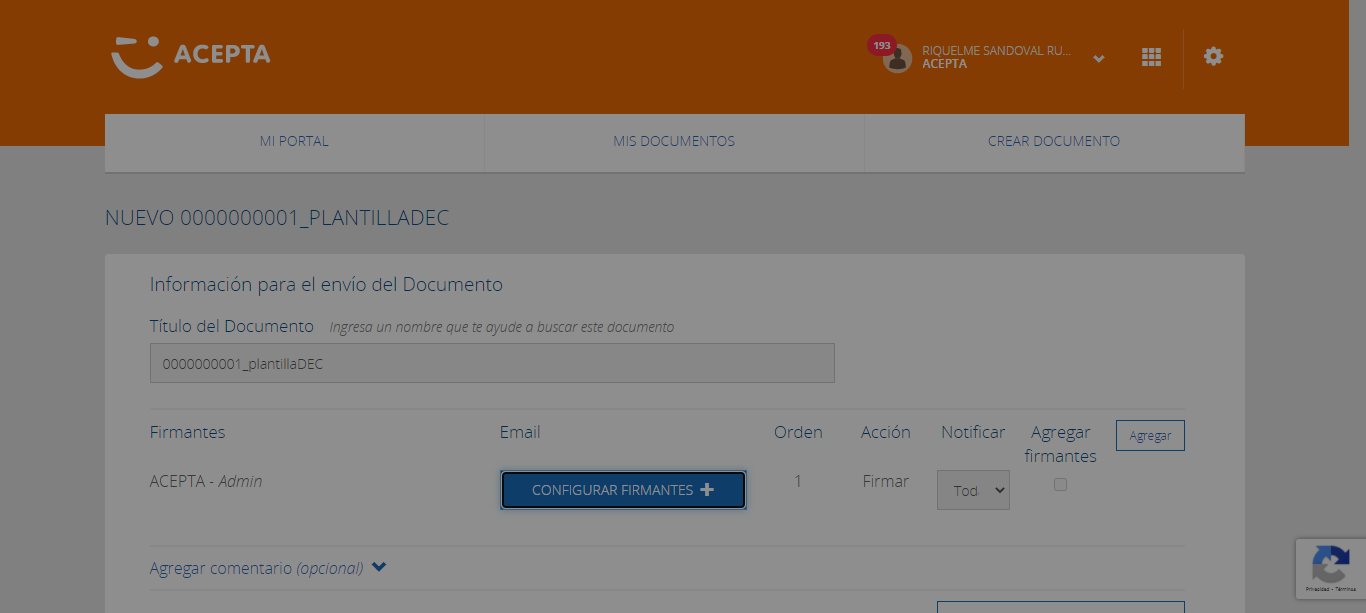 ACEPTA
193
RIQUELME SANDOVAL RU...
ACEPTA
MI PORTAL
MIS DOCUMENTOS
CREAR DOCUMENTO
NUEVO 0000000001_PLANTILLADEC
Información para el envío del Documento
Título del Documento Ingresa un nombre que te ayude a buscar este documento
0000000001_plantillaDEC
Firmantes Email Orden Acción Notificar Agregar firmantes Agregar
ACEPTA - Admin CONFIGURAR FIRMANTES 1 Firmar Tod
Agregar comentario (opcional)
Privacidad - Términos